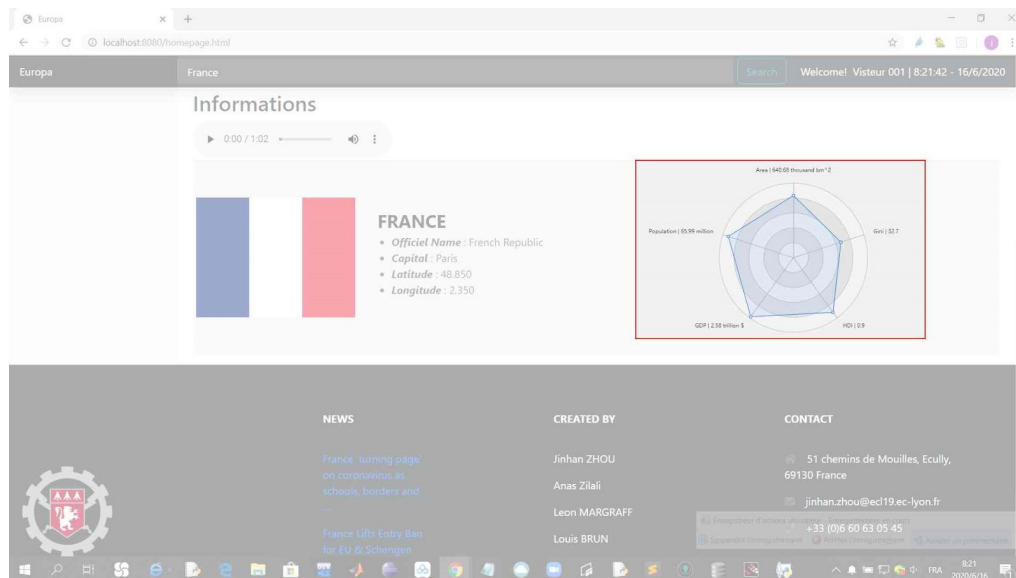 Europa
localhost:8080/homepage.html
Europa
France
Search
Welcome! Visteur 001 | 8:21:42 - 16/6/2020
Informations
0:00 / 1:02
FRANCE
Officiel Name : French Republic
Capital : Paris
Latitude : 48.850
Longitude : 2.350
Area | 640.68 thousand km^2
Population | 65.99 million
Gini | 32.7
GDP | 2.58 trillion $
HDI | 0.9
NEWS
France 'turning page'
on coronavirus as
schools, borders and
...
France Lifts Entry Ban
for EU & Schengen
CREATED BY
Jinhan ZHOU
Anas Zilali
Leon MARGRAFF
Louis BRUN
CONTACT
51 chemins de Mouilles, Ecully,
69130 France
jinhan.zhou@ecl19.ec-lyon.fr
+33 (0)6 60 63 05 45
FRA
8:21
2020/6/16